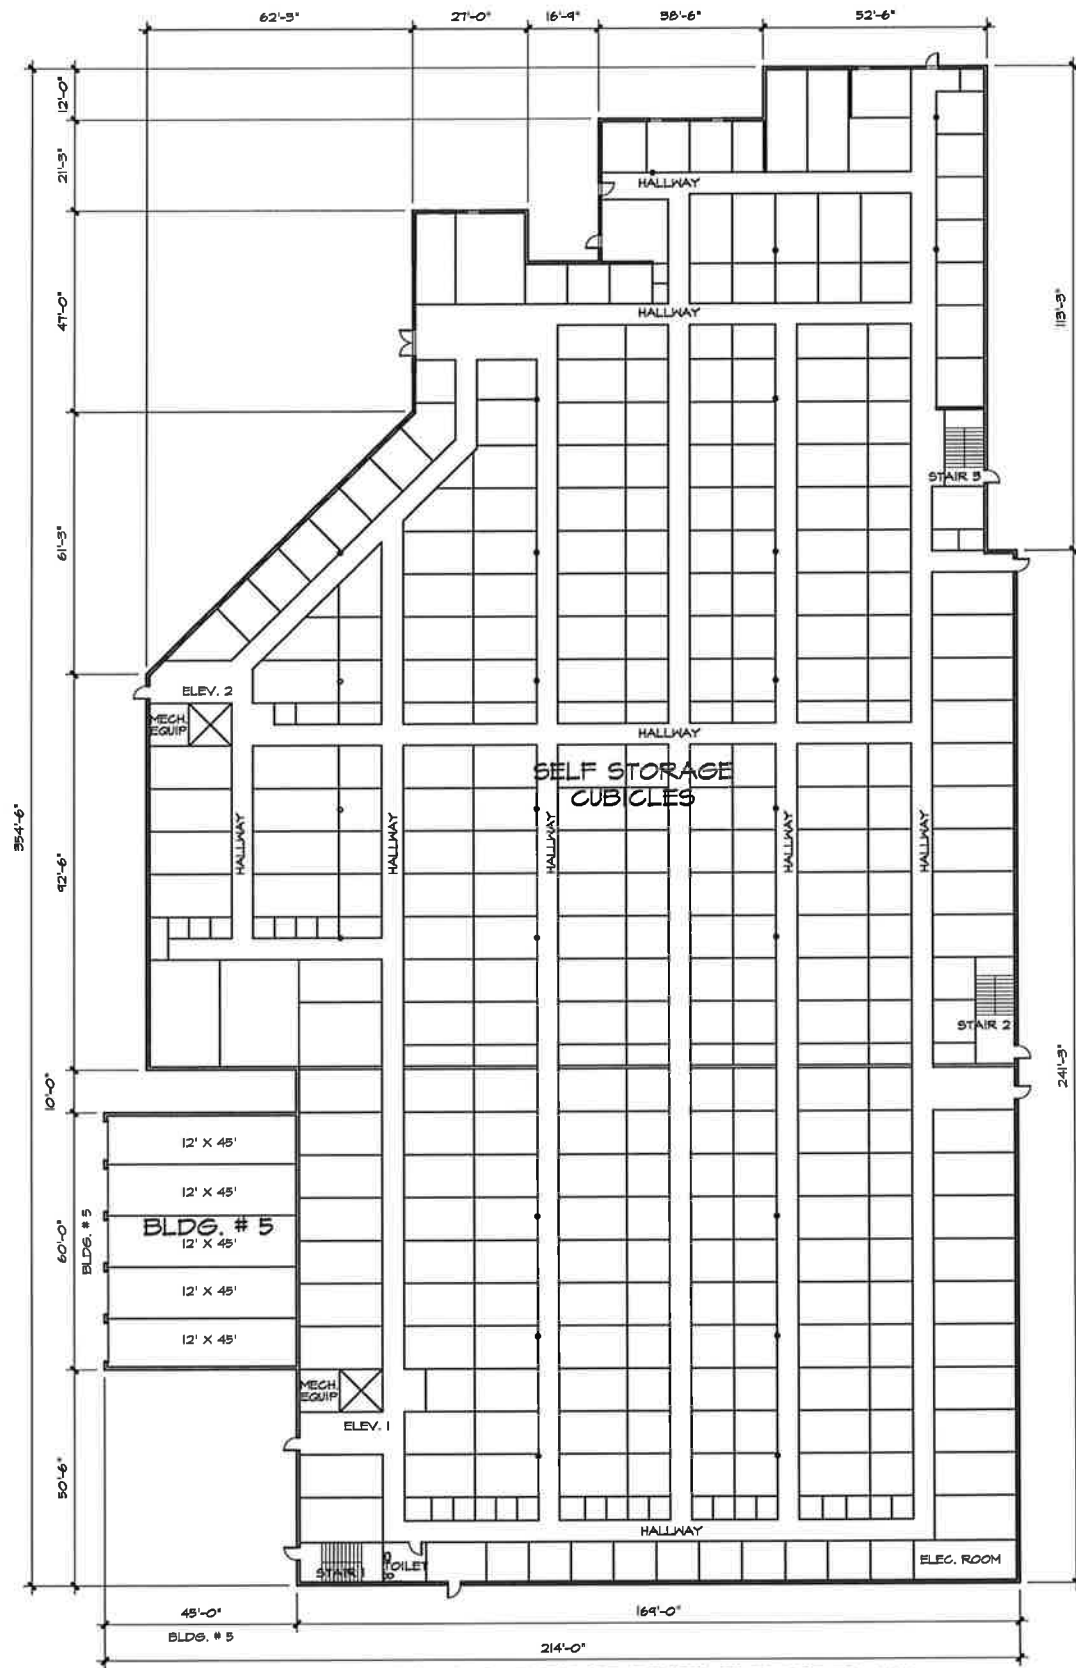 62'-3"
27'-0"
16'-9"
38'-6"
52'-6"
12'-0"
21'-3"
HALLWAY
47'-0"
HALLWAY
113'-3"
STAIR 3
61'-3"
ELEV. 2
MECH.
EQUIP
HALLWAY
SELF STORAGE
CUBICLES
354'-6"
92'-6"
HALLWAY
HALLWAY
HALLWAY
HALLWAY
HALLWAY
STAIR 2
10'-0"
241'-3"
12' X 45'
12' X 45'
BLDG. # 5
12' X 45'
60'-0"
BLDG. # 5
12' X 45'
12' X 45'
MECH.
EQUIP
ELEV. 1
50'-6"
HALLWAY
STAIR 1
TOILET
ELEC. ROOM
45'-0"
169'-0"
BLDG. # 5
214'-0"